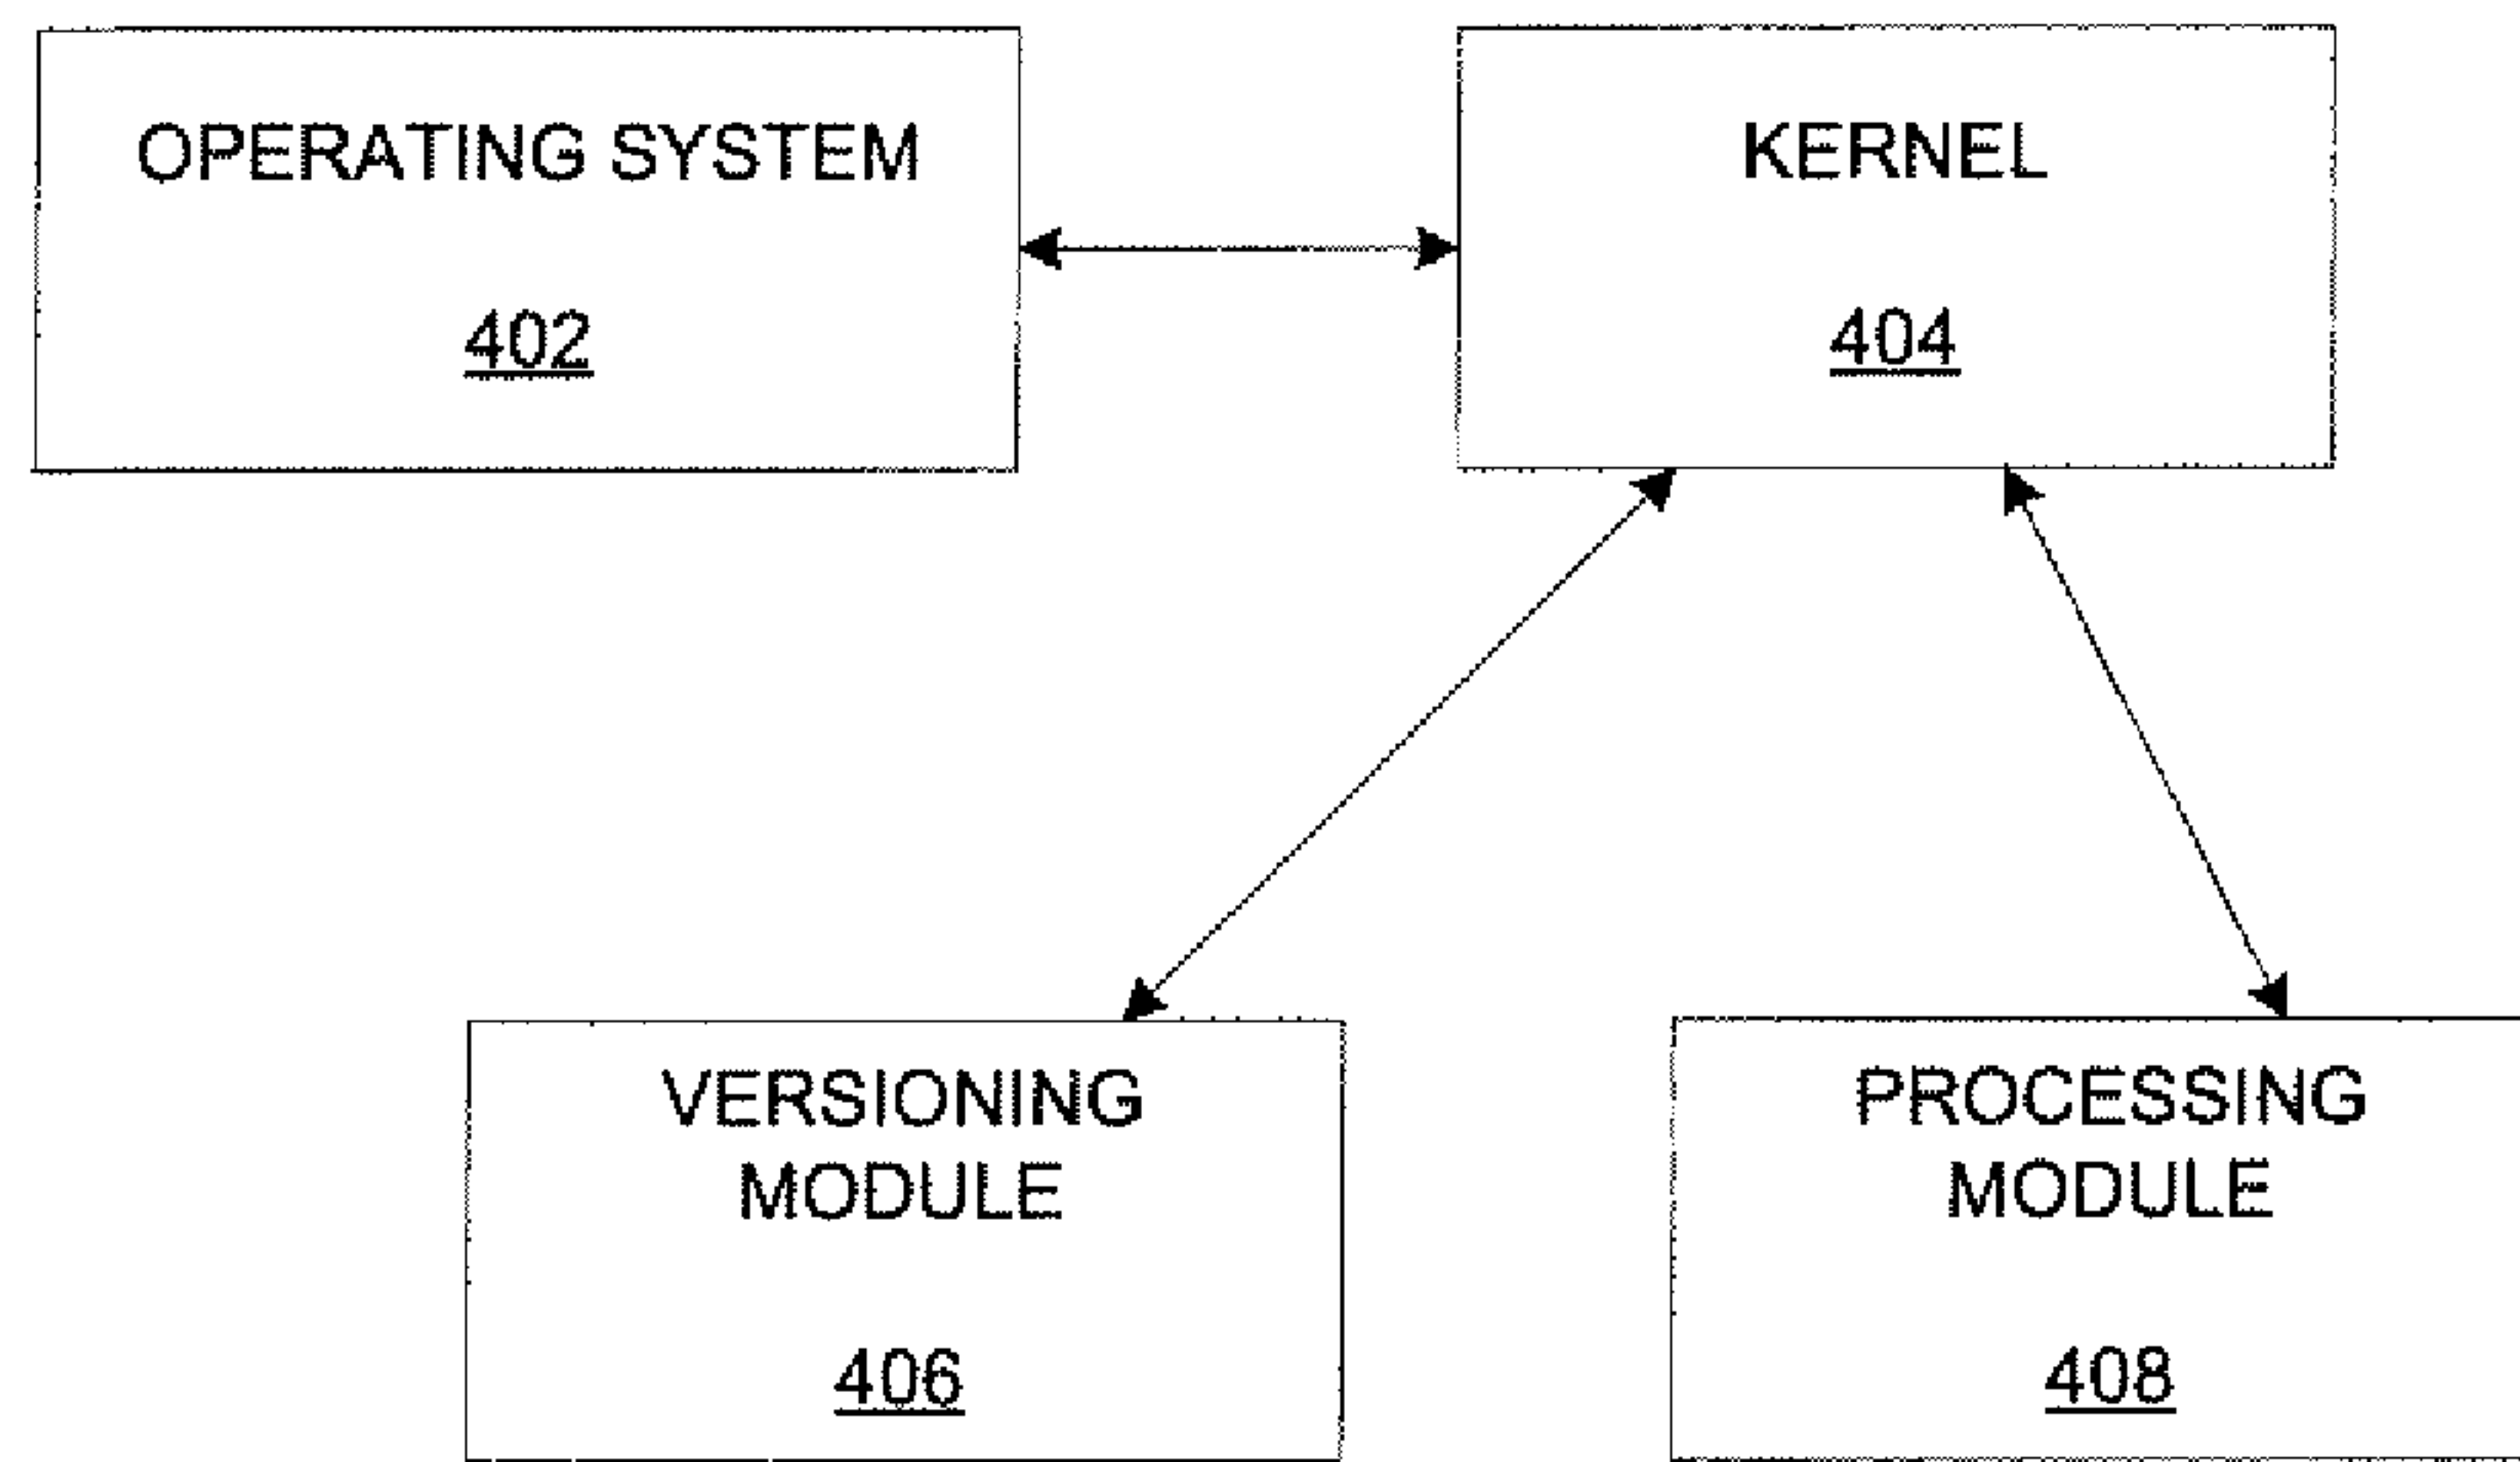 OPERATING SYSTEM
402
KERNEL
404
VERSIONING
MODULE
406
PROCESSING
MODULE
408